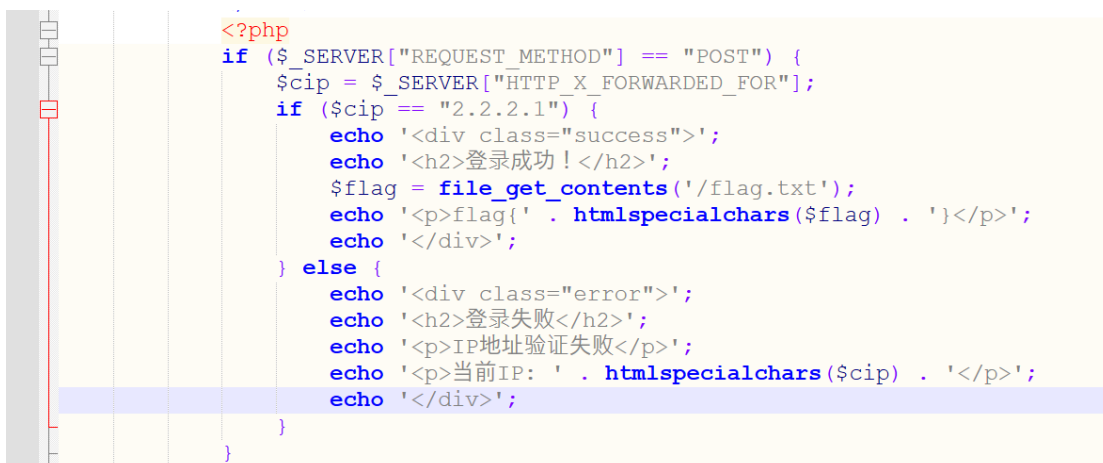 <?php
if ($_SERVER["REQUEST_METHOD"] == "POST") {
$cip = $_SERVER["HTTP_X_FORWARDED_FOR"];
if ($cip == "2.2.2.1") {
echo '<div class="success">';
echo '<h2>登录成功！</h2>';
$flag = file_get_contents('/flag.txt');
echo '<p>flag{' . htmlspecialchars($flag) . '}</p>';
echo '</div>';
} else {
echo '<div class="error">';
echo '<h2>登录失败</h2>';
echo '<p>IP地址验证失败</p>';
echo '<p>当前IP: ' . htmlspecialchars($cip) . '</p>';
echo '</div>';
}
}